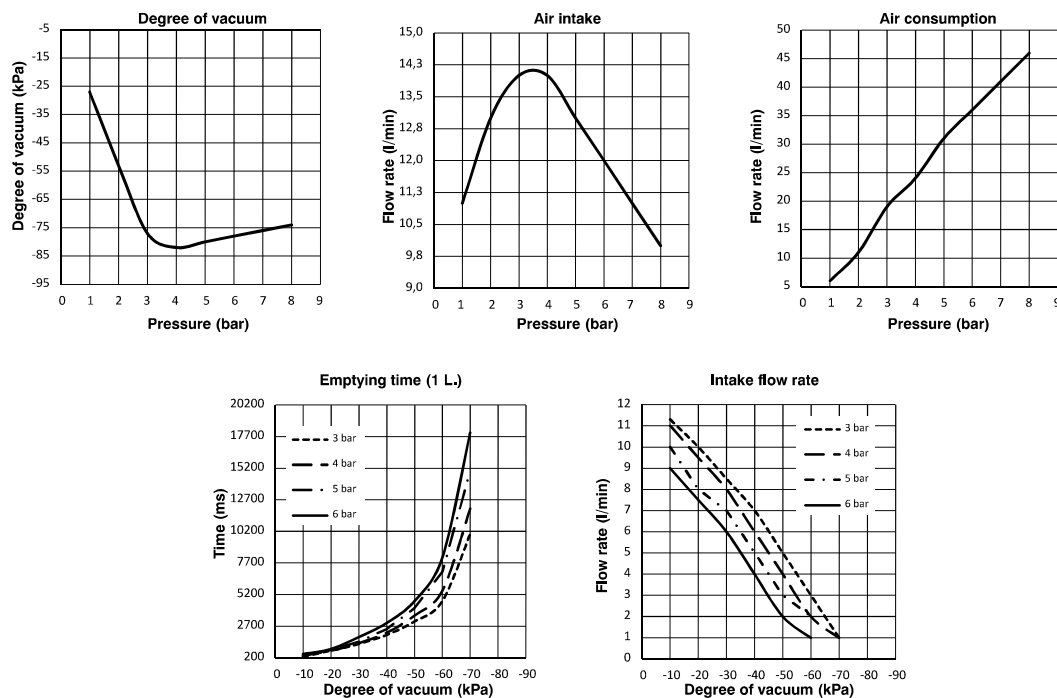 Degree of vacuum
Degree of vacuum (kPa)
-5
-15
-25
-35
-45
-55
-65
-75
-85
-95
0 1 2 3 4 5 6 7 8 9
Pressure (bar)
Air intake
Flow rate (l/min)
15,0
14,3
13,5
12,8
12,0
11,3
10,5
9,8
9,0
0 1 2 3 4 5 6 7 8 9
Pressure (bar)
Air consumption
Flow rate (l/min)
50
45
40
35
30
25
20
15
10
5
0 1 2 3 4 5 6 7 8 9
Pressure (bar)
Emptying time (1 L.)
Time (ms)
20200
17700
15200
12700
10200
7700
5200
2700
200
3 bar
4 bar
5 bar
6 bar
0 -10 -20 -30 -40 -50 -60 -70 -80 -90
Degree of vacuum (kPa)
Intake flow rate
Flow rate (l/min)
12
11
10
9
8
7
6
5
4
3
2
1
0
3 bar
4 bar
5 bar
6 bar
0 -10 -20 -30 -40 -50 -60 -70 -80 -90
Degree of vacuum (kPa)